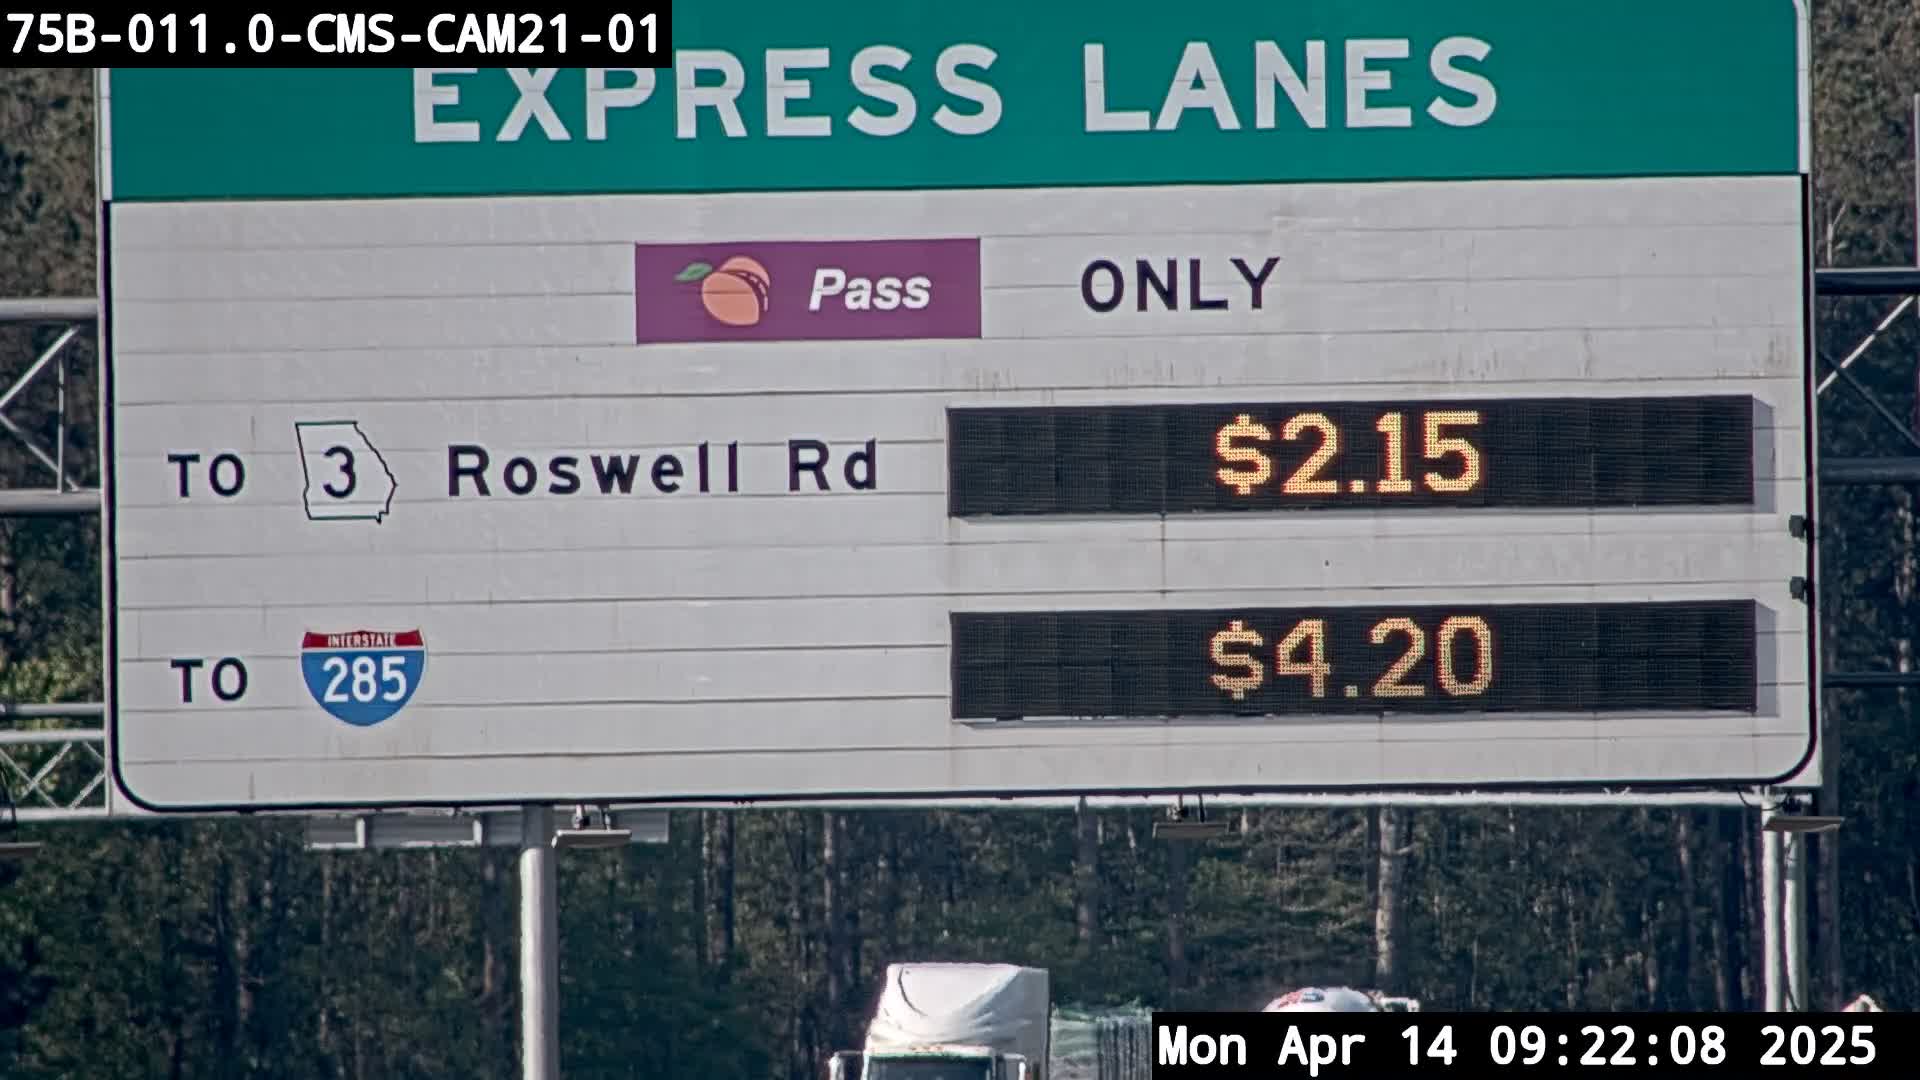 75B-011.0-CMS-CAM21-01
EXPRESS LANES
Pass ONLY
TO 3 Roswell Rd $2.15
TO INTERSTATE 285 $4.20
Mon Apr 14 09:22:08 2025